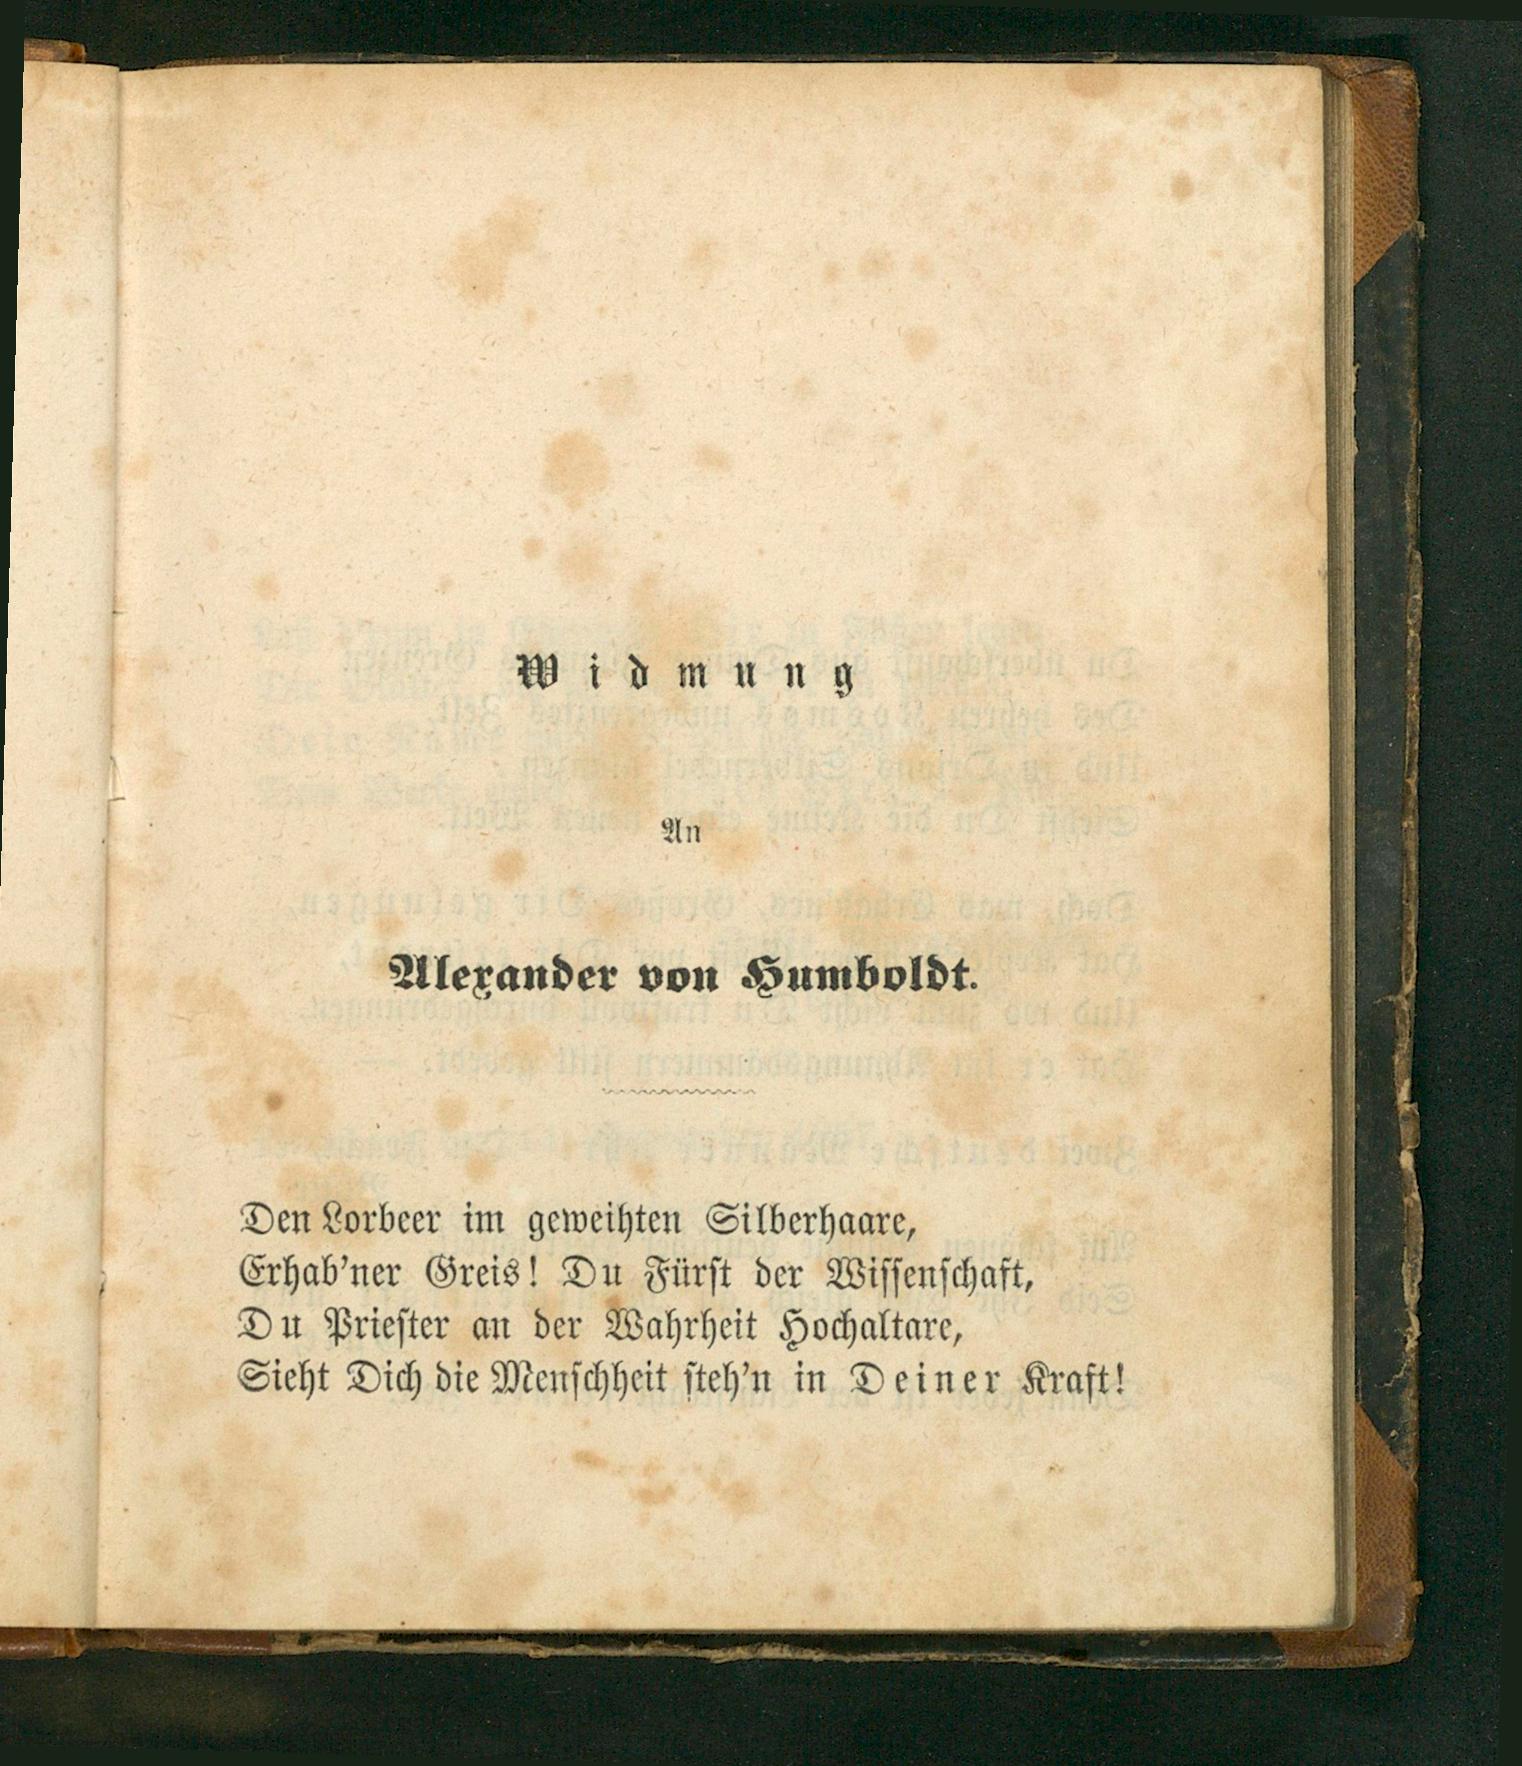 Widmung
An
Alexander von Humboldt.
Den Lorbeer im geweihten Silberhaare,
Erhab'ner Greis! Du Fürst der Wissenschaft,
Du Priester an der Wahrheit Hochaltare,
Sieht Dich die Menschheit steh'n in Deiner Kraft!